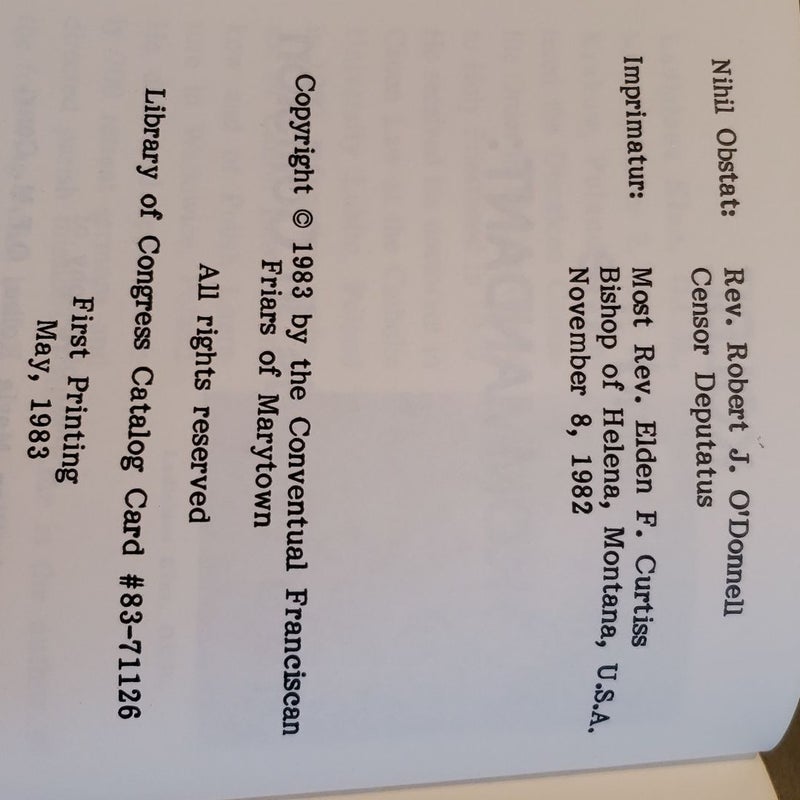 Nihil Obstat: Rev. Robert J. O'Donnell
Censor Deputatus
Imprimatur: Most Rev. Elden F. Curtiss
Bishop of Helena, Montana, U.S.A.
November 8, 1982
Copyright © 1983 by the Conventual Franciscan
Friars of Marytown
All rights reserved
Library of Congress Catalog Card #83-71126
First Printing
May, 1983